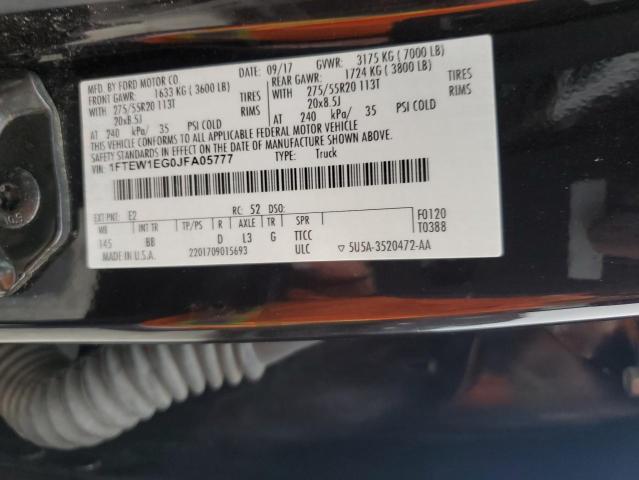 MFD. BY FORD MOTOR CO. DATE: 09/17 GVWR: 3175 KG ( 7000 LB)
FRONT GAWR: 1633 KG ( 3600 LB) REAR GAWR: 1724 KG ( 3800 LB)
WITH 275/55R20 113T TIRES WITH 275/55R20 113T TIRES
20x8.5J RIMS 20x8.5J RIMS
AT 240 kPa/ 35 PSI COLD AT 240 kPa/ 35 PSI COLD
THIS VEHICLE CONFORMS TO ALL APPLICABLE FEDERAL MOTOR VEHICLE
SAFETY STANDARDS IN EFFECT ON THE DATE OF MANUFACTURE SHOWN ABOVE.
VIN: 1FTEW1EG0JFA05777 TYPE: Truck
EXT PNT: E2 RC: 52 DSO: F0120
WB INT TR TP/PS R AXLE TR SPR T0388
145 BB D L3 G TTCC
MADE IN U.S.A. 2201709015693 ULC ▽ 5U5A-3520472-AA
10.9